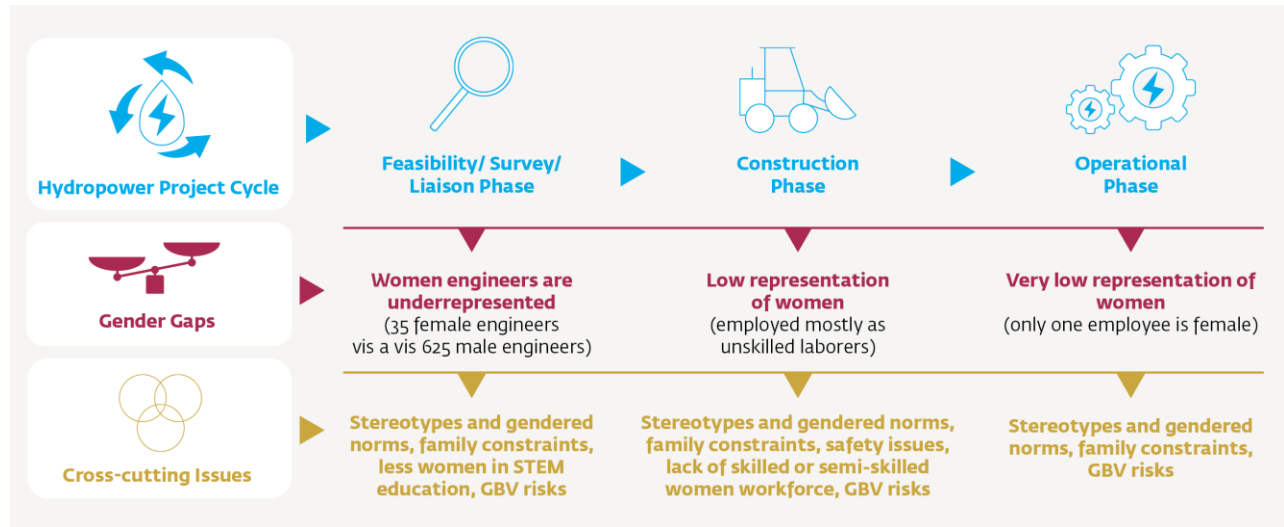 Hydropower Project Cycle
Feasibility/ Survey/
Liaison Phase
Construction
Phase
Operational
Phase
Gender Gaps
Women engineers are
underrepresented
(35 female engineers
vis a vis 625 male engineers)
Low representation
of women
(employed mostly as
unskilled laborers)
Very low representation of
women
(only one employee is female)
Cross-cutting Issues
Stereotypes and gendered
norms, family constraints,
less women in STEM
education, GBV risks
Stereotypes and gendered norms,
family constraints, safety issues,
lack of skilled or semi-skilled
women workforce, GBV risks
Stereotypes and gendered
norms, family constraints,
GBV risks